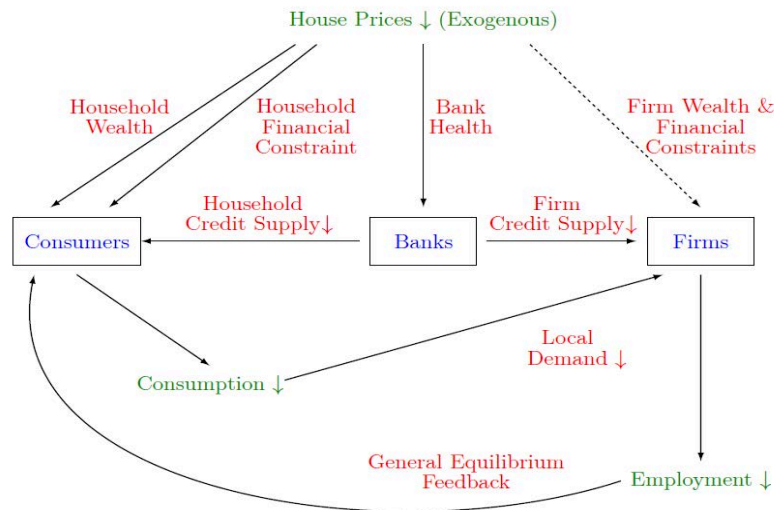 House Prices ↓ (Exogenous)
Household
Wealth
Household
Financial
Constraint
Bank
Health
Firm Wealth &
Financial
Constraints
Household
Credit Supply↓
Firm
Credit Supply↓
Consumers
Banks
Firms
Local
Demand ↓
Consumption ↓
General Equilibrium
Feedback
Employment ↓